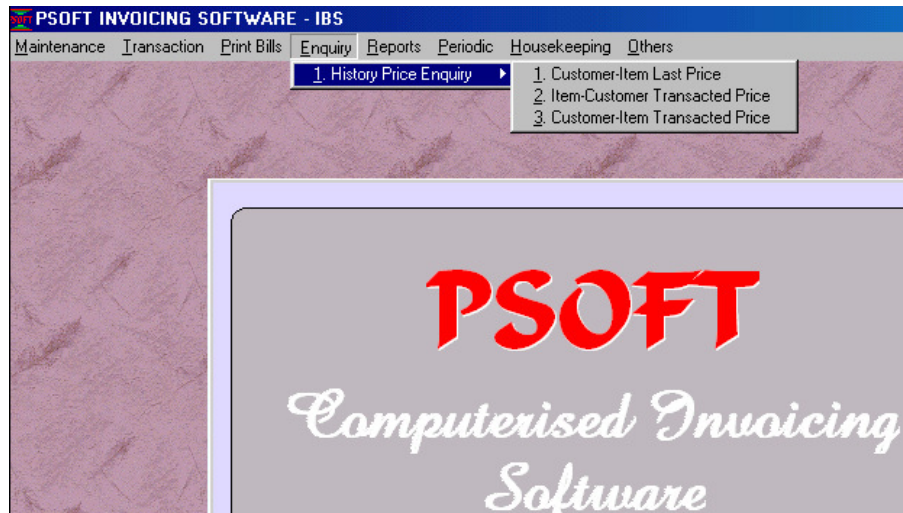 PSOFT INVOICING SOFTWARE - IBS
Maintenance Transaction Print Bills Enquiry Reports Periodic Housekeeping Others
1. History Price Enquiry
1. Customer-Item Last Price
2. Item-Customer Transacted Price
3. Customer-Item Transacted Price
PSOFT
Computerised Invoicing
Software